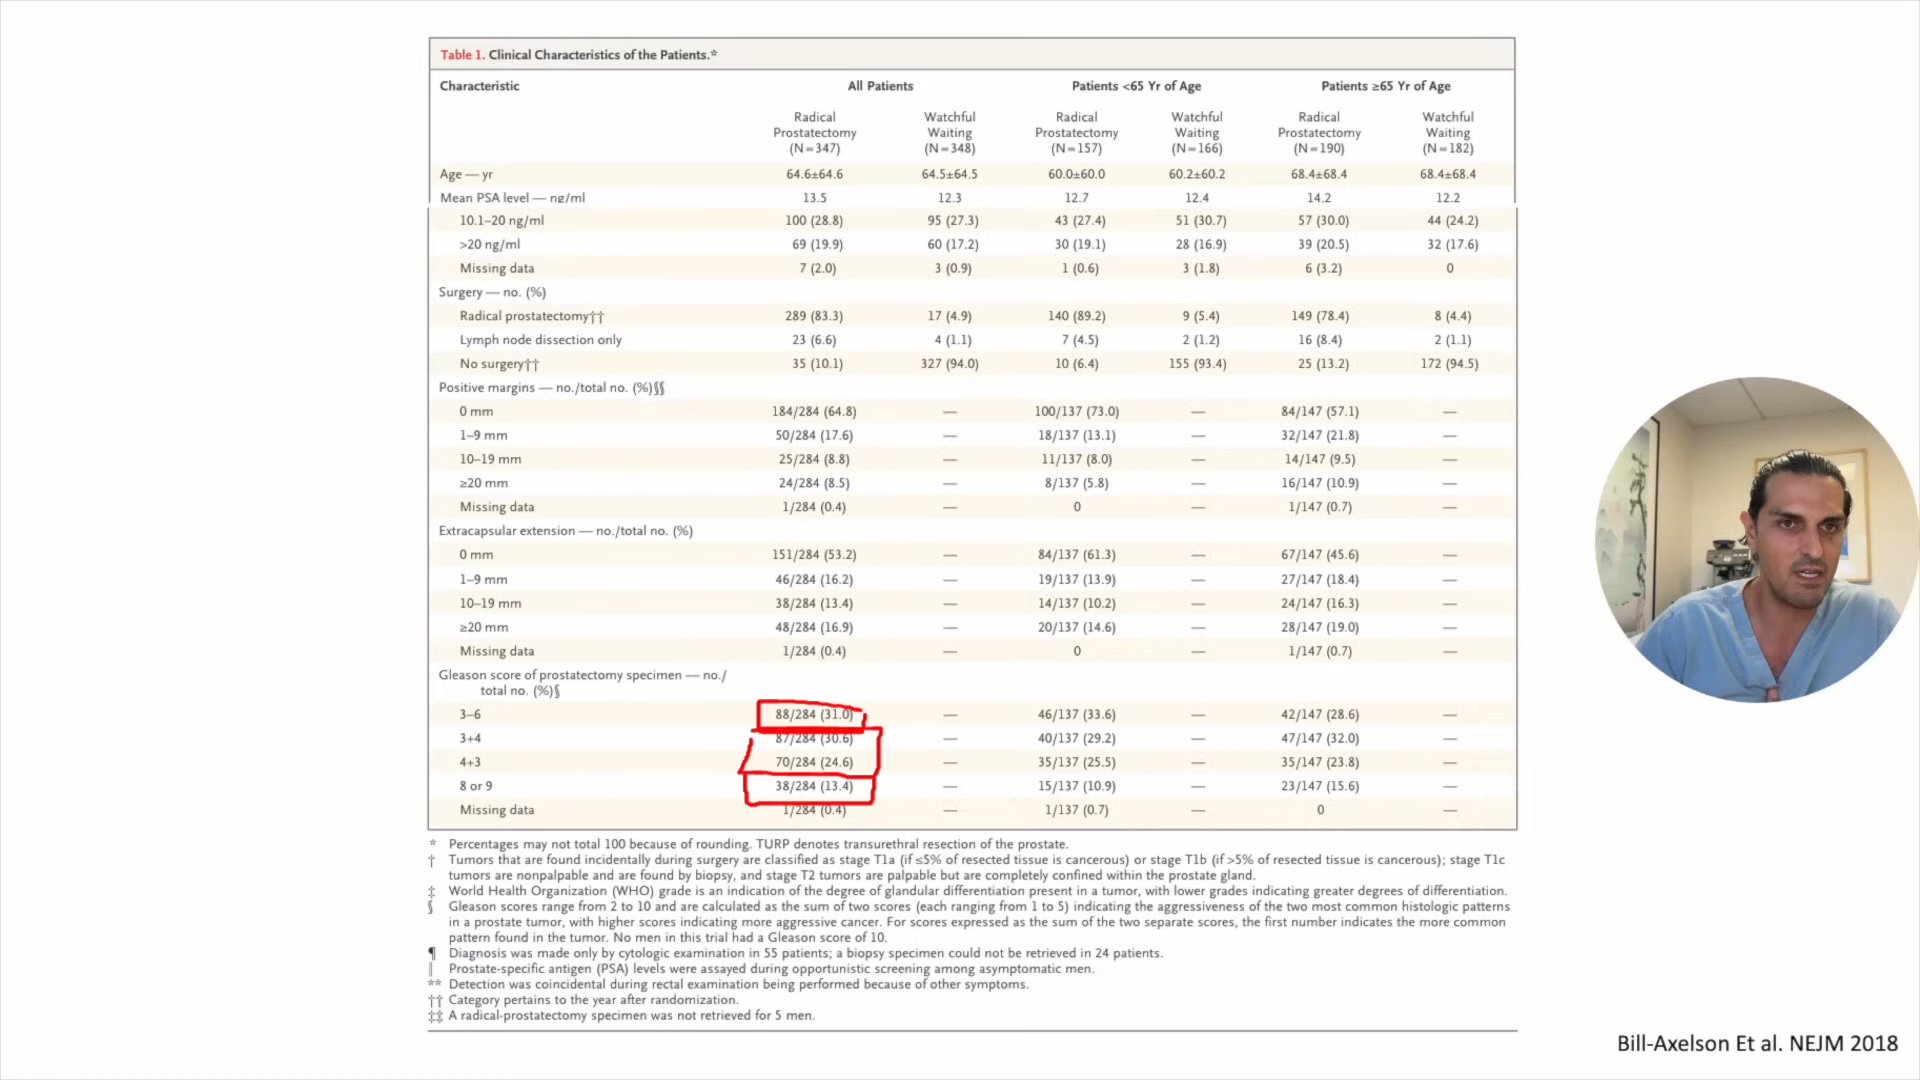 Table 1. Clinical Characteristics of the Patients.*
Characteristic All Patients Patients <65 Yr of Age Patients ≥65 Yr of Age
Radical Prostatectomy (N=347) Watchful Waiting (N=348) Radical Prostatectomy (N=157) Watchful Waiting (N=166) Radical Prostatectomy (N=190) Watchful Waiting (N=182)
Age — yr 64.6±64.6 64.5±64.5 60.0±60.0 60.2±60.2 68.4±68.4 68.4±68.4
Mean PSA level — ng/ml 13.5 12.3 12.7 12.4 14.2 12.2
10.1–20 ng/ml 100 (28.8) 95 (27.3) 43 (27.4) 51 (30.7) 57 (30.0) 44 (24.2)
>20 ng/ml 69 (19.9) 60 (17.2) 30 (19.1) 28 (16.9) 39 (20.5) 32 (17.6)
Missing data 7 (2.0) 3 (0.9) 1 (0.6) 3 (1.8) 6 (3.2) 0
Surgery — no. (%)
Radical prostatectomy†† 289 (83.3) 17 (4.9) 140 (89.2) 9 (5.4) 149 (78.4) 8 (4.4)
Lymph node dissection only 23 (6.6) 4 (1.1) 7 (4.5) 2 (1.2) 16 (8.4) 2 (1.1)
No surgery†† 35 (10.1) 327 (94.0) 10 (6.4) 155 (93.4) 25 (13.2) 172 (94.5)
Positive margins — no./total no. (%)§§
0 mm 184/284 (64.8) — 100/137 (73.0) — 84/147 (57.1) —
1–9 mm 50/284 (17.6) — 18/137 (13.1) — 32/147 (21.8) —
10–19 mm 25/284 (8.8) — 11/137 (8.0) — 14/147 (9.5) —
≥20 mm 24/284 (8.5) — 8/137 (5.8) — 16/147 (10.9) —
Missing data 1/284 (0.4) — 0 — 1/147 (0.7) —
Extracapsular extension — no./total no. (%)
0 mm 151/284 (53.2) — 84/137 (61.3) — 67/147 (45.6) —
1–9 mm 46/284 (16.2) — 19/137 (13.9) — 27/147 (18.4) —
10–19 mm 38/284 (13.4) — 14/137 (10.2) — 24/147 (16.3) —
≥20 mm 48/284 (16.9) — 20/137 (14.6) — 28/147 (19.0) —
Missing data 1/284 (0.4) — 0 — 1/147 (0.7) —
Gleason score of prostatectomy specimen — no./
total no. (%)§
3–6 88/284 (31.0) — 46/137 (33.6) — 42/147 (28.6) —
3+4 87/284 (30.6) — 40/137 (29.2) — 47/147 (32.0) —
4+3 70/284 (24.6) — 35/137 (25.5) — 35/147 (23.8) —
8 or 9 38/284 (13.4) — 15/137 (10.9) — 23/147 (15.6) —
Missing data 1/284 (0.4) — 1/137 (0.7) — 0 —
* Percentages may not total 100 because of rounding. TURP denotes transurethral resection of the prostate.
† Tumors that are found incidentally during surgery are classified as stage T1a (if ≤5% of resected tissue is cancerous) or stage T1b (if >5% of resected tissue is cancerous); stage T1c
tumors are nonpalpable and are found by biopsy, and stage T2 tumors are palpable but are completely confined within the prostate gland.
‡ World Health Organization (WHO) grade is an indication of the degree of glandular differentiation present in a tumor, with lower grades indicating greater degrees of differentiation.
§ Gleason scores range from 2 to 10 and are calculated as the sum of two scores (each ranging from 1 to 5) indicating the aggressiveness of the two most common histologic patterns
in a prostate tumor, with higher scores indicating more aggressive cancer. For scores expressed as the sum of the two separate scores, the first number indicates the more common
pattern found in the tumor. No men in this trial had a Gleason score of 10.
¶ Diagnosis was made only by cytologic examination in 55 patients; a biopsy specimen could not be retrieved in 24 patients.
‖ Prostate-specific antigen (PSA) levels were assayed during opportunistic screening among asymptomatic men.
** Detection was coincidental during rectal examination being performed because of other symptoms.
†† Category pertains to the year after randomization.
‡‡ A radical-prostatectomy specimen was not retrieved for 5 men.
Bill-Axelson Et al. NEJM 2018